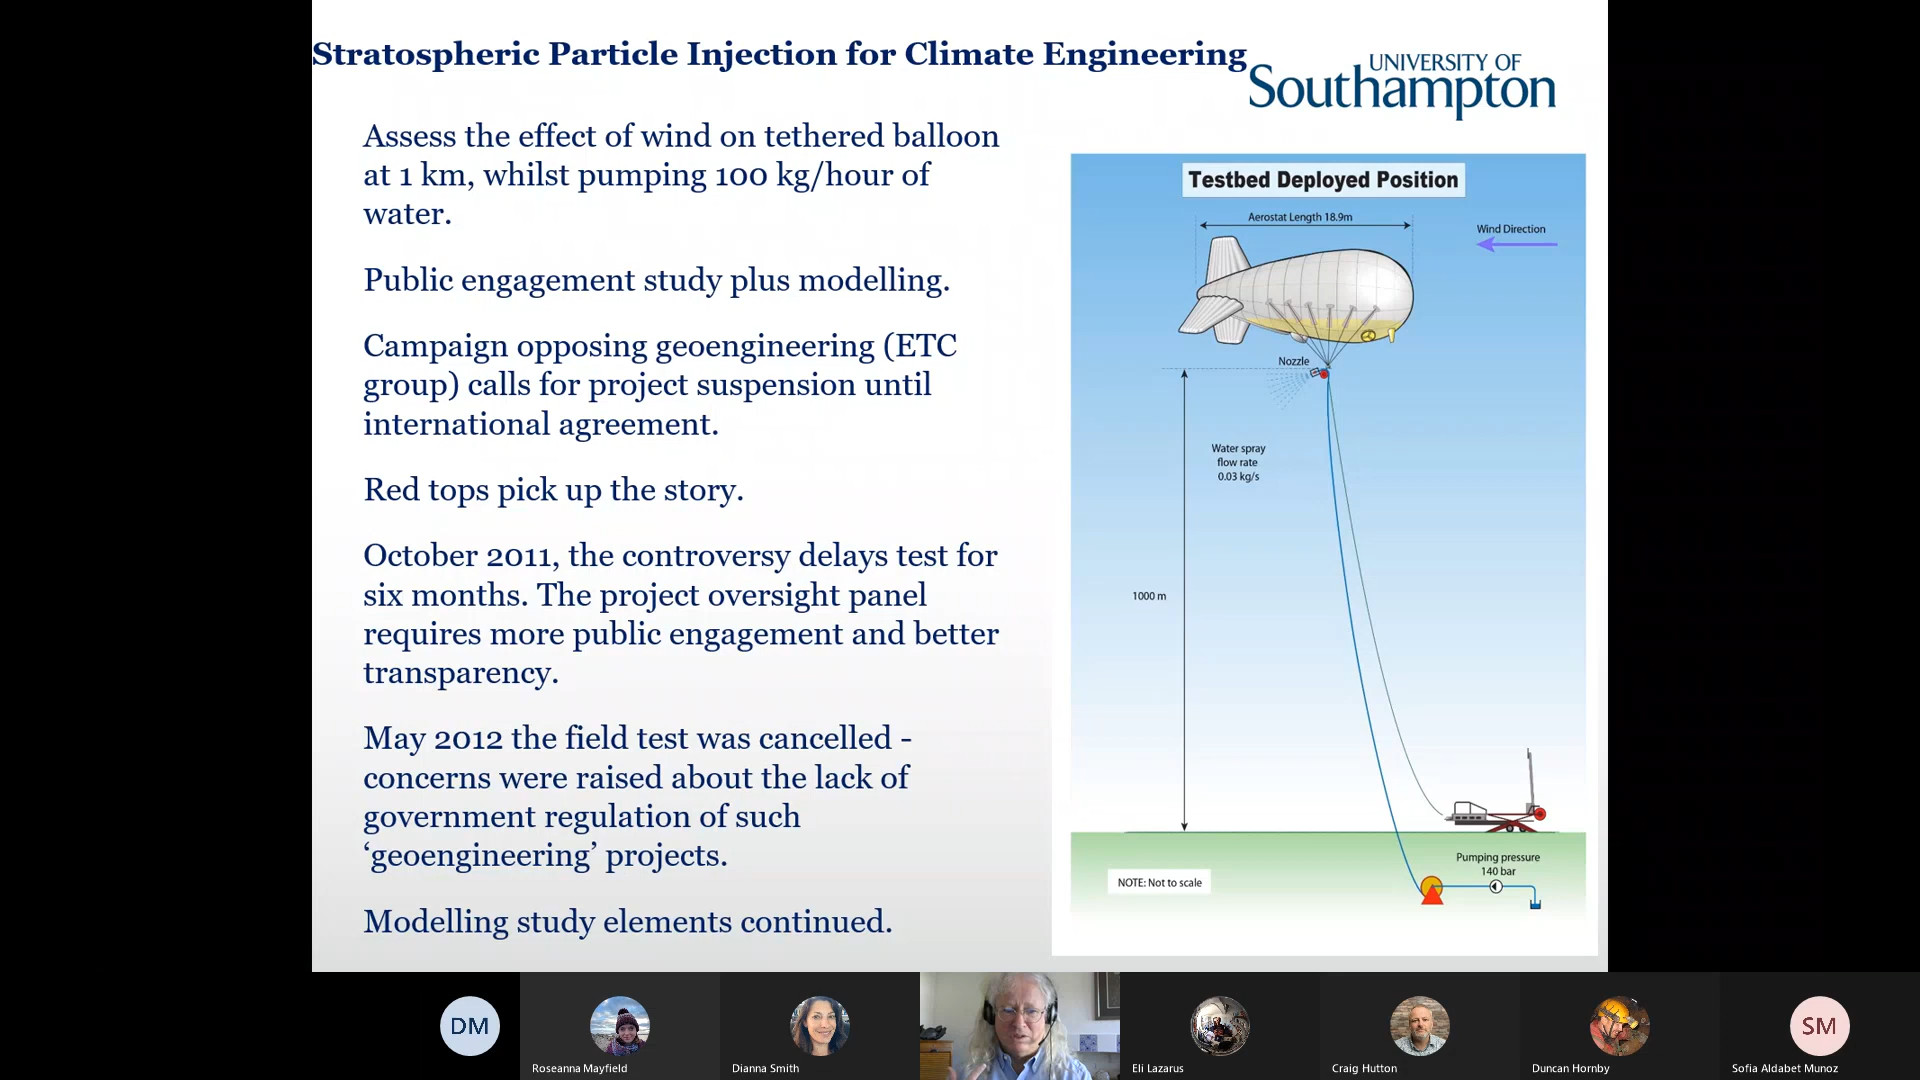 Stratospheric Particle Injection for Climate Engineering
UNIVERSITY OF
Southampton
Assess the effect of wind on tethered balloon
at 1 km, whilst pumping 100 kg/hour of
water.
Public engagement study plus modelling.
Campaign opposing geoengineering (ETC
group) calls for project suspension until
international agreement.
Red tops pick up the story.
October 2011, the controversy delays test for
six months. The project oversight panel
requires more public engagement and better
transparency.
May 2012 the field test was cancelled -
concerns were raised about the lack of
government regulation of such
‘geoengineering’ projects.
Modelling study elements continued.
Testbed Deployed Position
Aerostat Length 18.9m
Wind Direction
Nozzle
Water spray
flow rate
0.03 kg/s
1000 m
Pumping pressure
140 bar
NOTE: Not to scale
DM
Roseanna Mayfield
Dianna Smith
Eli Lazarus
Craig Hutton
Duncan Hornby
SM
Sofia Aldabet Munoz